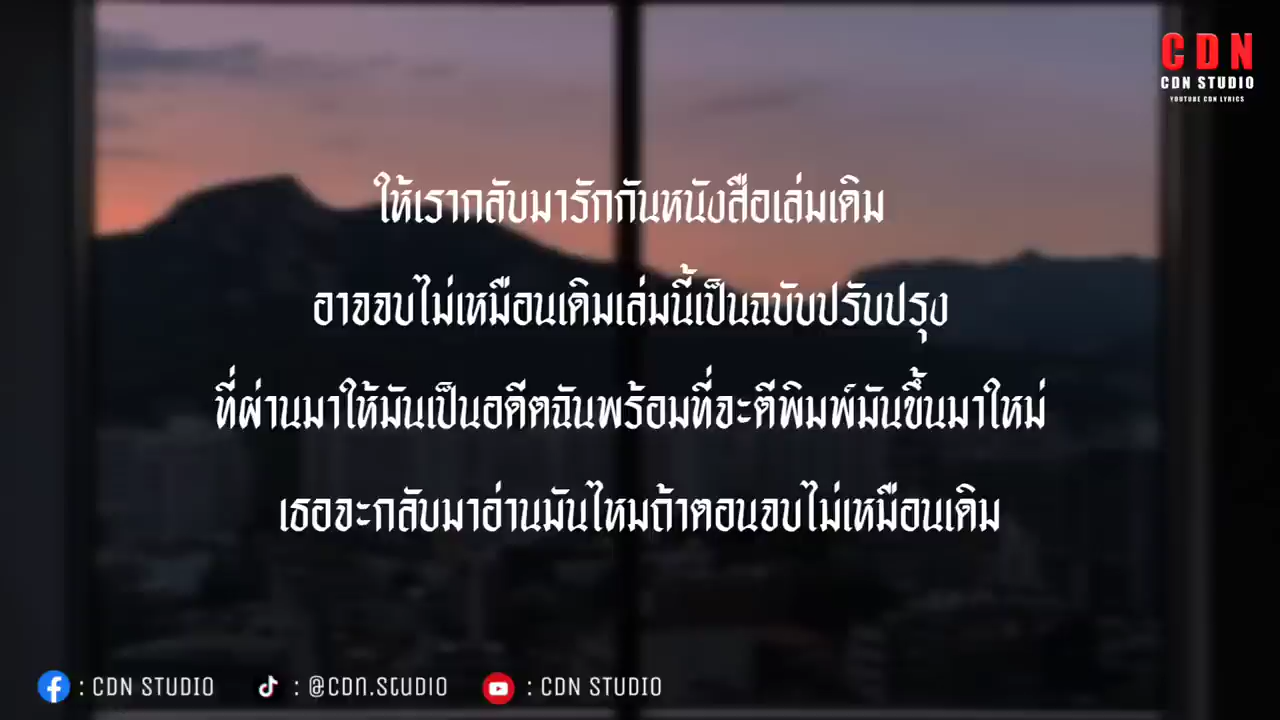 CDN
CDN STUDIO
YOUTUBE CDN LYRICS
ให้เรากลับมารักกันหนังสือเล่มเดิม
อาจจบไม่เหมือนเดิมเล่มนี้เป็นฉบับปรับปรุง
ที่ผ่านมาให้มันเป็นอดีตฉันพร้อมที่จะตีพิมพ์มันขึ้นมาใหม่
เธอจะกลับมาอ่านมันไหมถ้าตอนจบไม่เหมือนเดิม
: CDN STUDIO : @CDN.STUDIO : CDN STUDIO